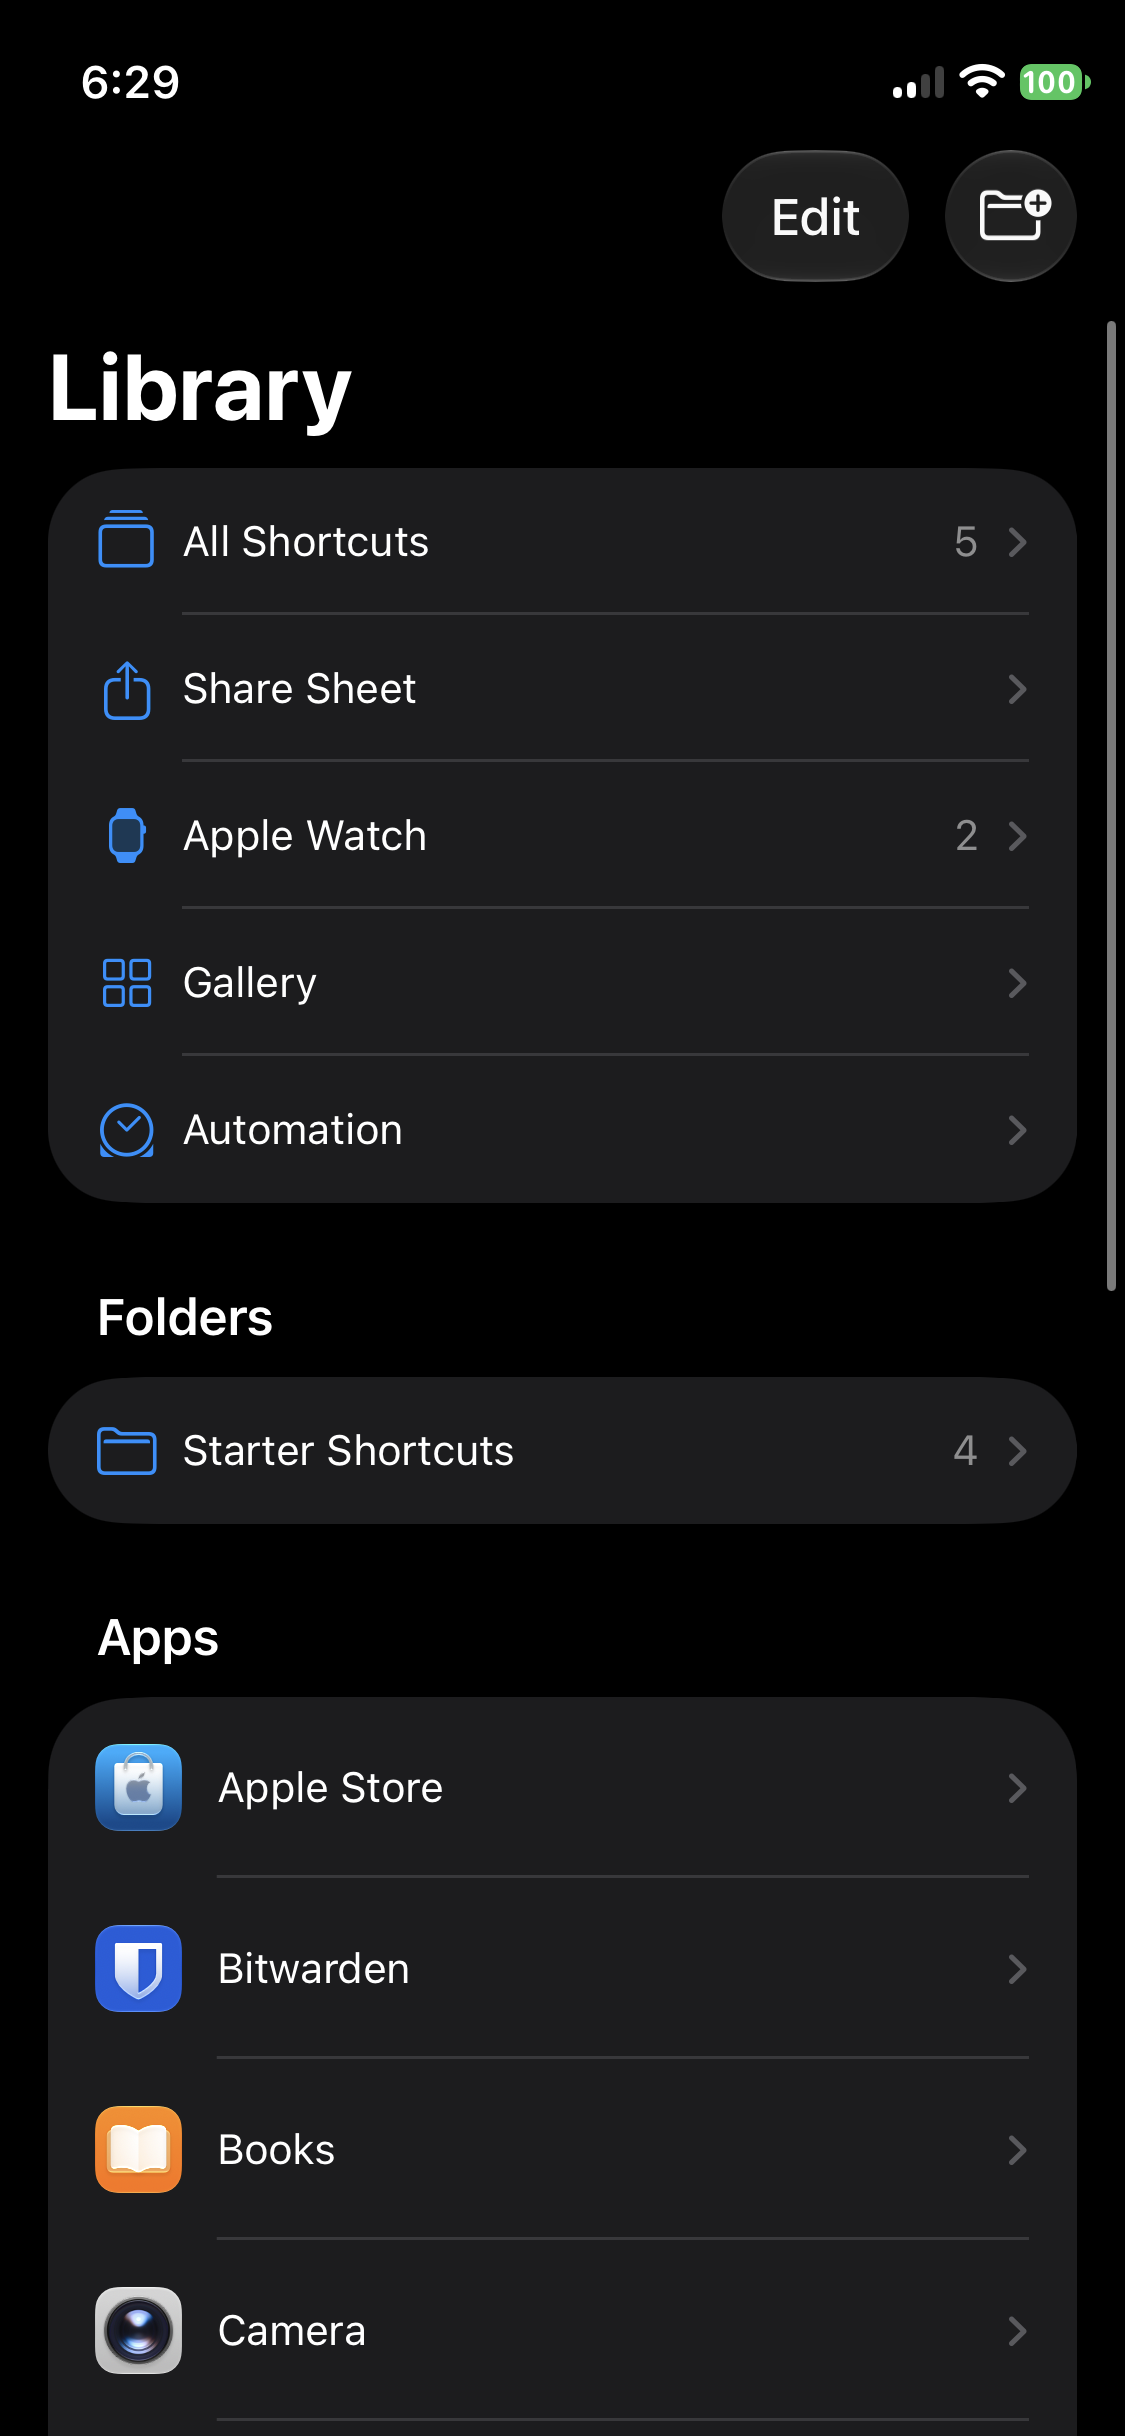 6:29
100
Edit
Library
All Shortcuts 5
Share Sheet
Apple Watch 2
Gallery
Automation
Folders
Starter Shortcuts 4
Apps
Apple Store
Bitwarden
Books
Camera